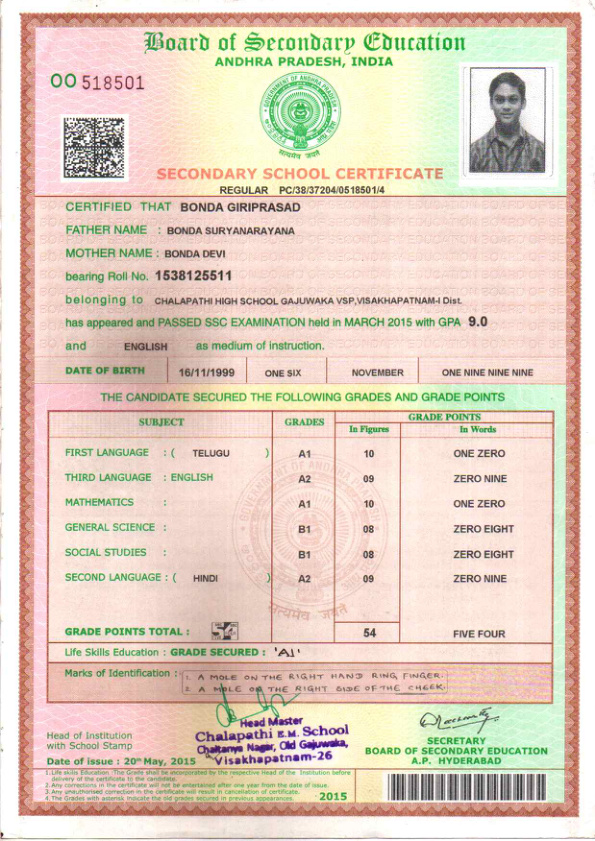 Board of Secondary Education
ANDHRA PRADESH, INDIA
OO 518501
GOVERNMENT OF ANDHRA PRADESH
सत्यमेव जयते
SECONDARY SCHOOL CERTIFICATE
REGULAR PC/38/37204/0518501/4
CERTIFIED THAT BONDA GIRIPRASAD
FATHER NAME : BONDA SURYANARAYANA
MOTHER NAME : BONDA DEVI
bearing Roll No. 1538125511
belonging to CHALAPATHI HIGH SCHOOL GAJUWAKA VSP,VISAKHAPATNAM-I Dist.
has appeared and PASSED SSC EXAMINATION held in MARCH 2015 with GPA 9.0
and ENGLISH as medium of instruction.
DATE OF BIRTH 16/11/1999 ONE SIX NOVEMBER ONE NINE NINE NINE
THE CANDIDATE SECURED THE FOLLOWING GRADES AND GRADE POINTS
SUBJECT GRADES GRADE POINTS
In Figures In Words
FIRST LANGUAGE : ( TELUGU ) A1 10 ONE ZERO
THIRD LANGUAGE : ENGLISH A2 09 ZERO NINE
MATHEMATICS : A1 10 ONE ZERO
GENERAL SCIENCE : B1 08 ZERO EIGHT
SOCIAL STUDIES : B1 08 ZERO EIGHT
SECOND LANGUAGE : ( HINDI ) A2 09 ZERO NINE
सत्यमेव जयते
GRADE POINTS TOTAL : 54 FIVE FOUR
Life Skills Education : GRADE SECURED : 'A1'
Marks of Identification :
1. A MOLE ON THE RIGHT HAND RING FINGER.
2. A MOLE ON THE RIGHT SIDE OF THE CHEEK.
Head of Institution
with School Stamp
Head Master
Chalapathi E.M. School
Chaitanya Nagar, Old Gajuwaka,
Visakhapatnam-26
SECRETARY
BOARD OF SECONDARY EDUCATION
A.P. HYDERABAD
Date of issue : 20th May, 2015
1.Life skills Education :The Grade shall be incorporated by the respective Head of the Institution before
delivery of the certificate to the candidate.
2.Any corrections in the certificate will not be entertained after one year from the date of issue.
3.Any unauthorised correction in the certificate will result in cancellation of certificate.
4.The Grades with asterisk indicate the old grades secured in previous appearances.
2015